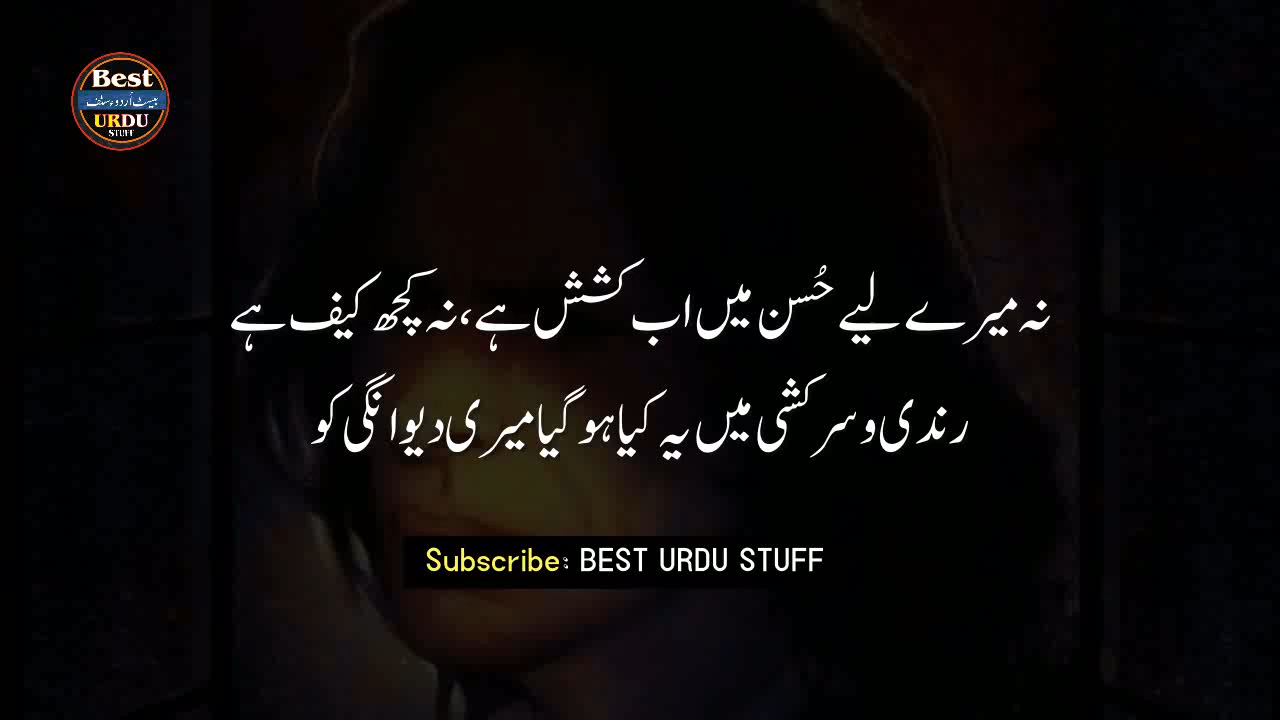 Best
بیسٹ اُردوء سٹف
URDU
STUFF
نہ میرے لیے حُسن میں اب کشش ہے، نہ کچھ کیف ہے
رندی و سرکشی میں یہ کیا ہو گیا میری دیوانگی کو
Subscribe: BEST URDU STUFF